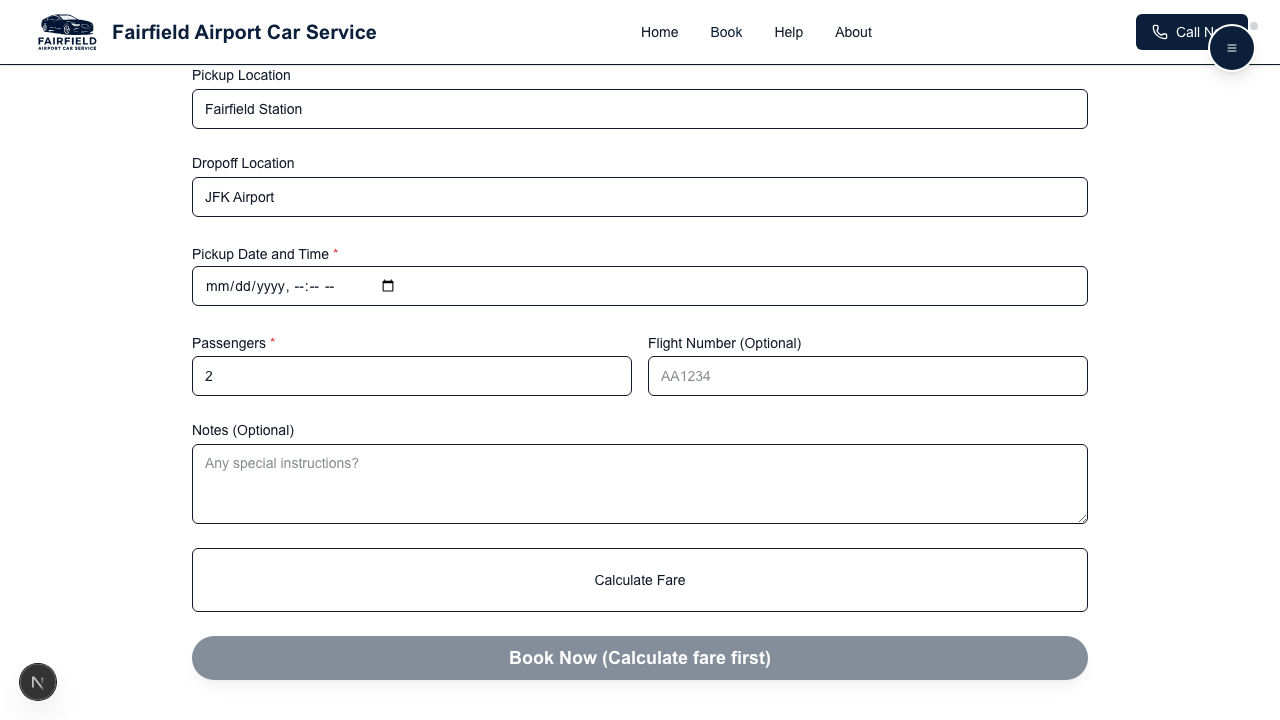 FAIRFIELD
AIRPORT CAR SERVICE
Fairfield Airport Car Service
Home
Book
Help
About
Call N
Pickup Location
Fairfield Station
Dropoff Location
JFK Airport
Pickup Date and Time *
mm/dd/yyyy, --:-- --
Passengers *
2
Flight Number (Optional)
AA1234
Notes (Optional)
Any special instructions?
Calculate Fare
Book Now (Calculate fare first)
N